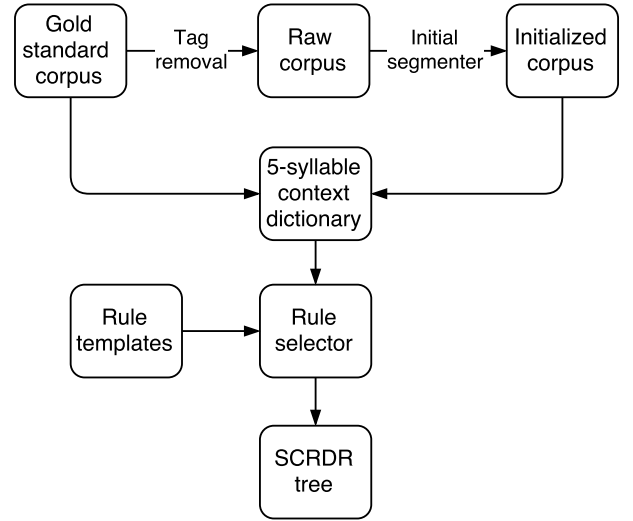 Gold
standard
corpus
Tag
removal
Raw
corpus
Initial
segmenter
Initialized
corpus
5-syllable
context
dictionary
Rule
templates
Rule
selector
SCRDR
tree